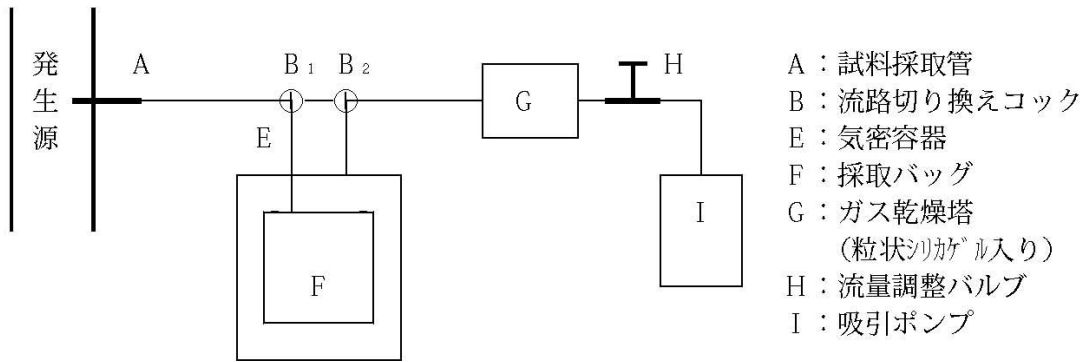 発生源
A
B₁
B₂
H
G
E
F
I
A：試料採取管
B：流路切り換えコック
E：気密容器
F：採取バッグ
G：ガス乾燥塔
（粒状ｼﾘｶｹﾞﾙ入り）
H：流量調整バルブ
I：吸引ポンプ